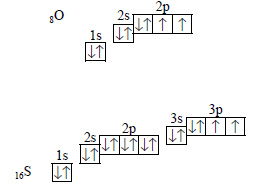 ₈O
1s
2s
2p
↓↑
↓↑
↓↑ ↑ ↑
₁₆S
1s
2s
2p
3s
3p
↓↑
↓↑
↓↑ ↓↑ ↓↑
↓↑
↓↑ ↑ ↑